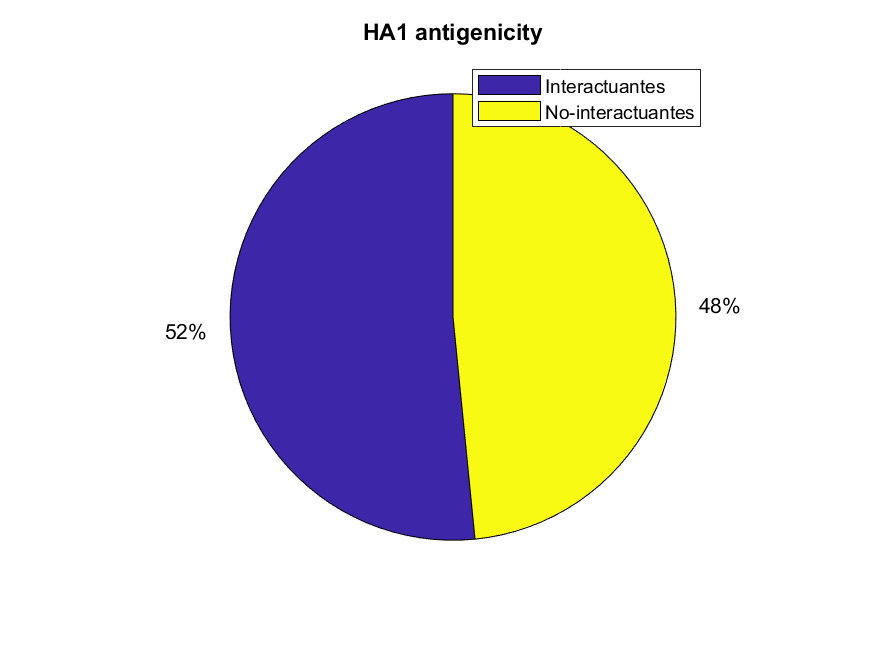 HA1 antigenicity
Interactuantes
No-interactuantes
48%
52%